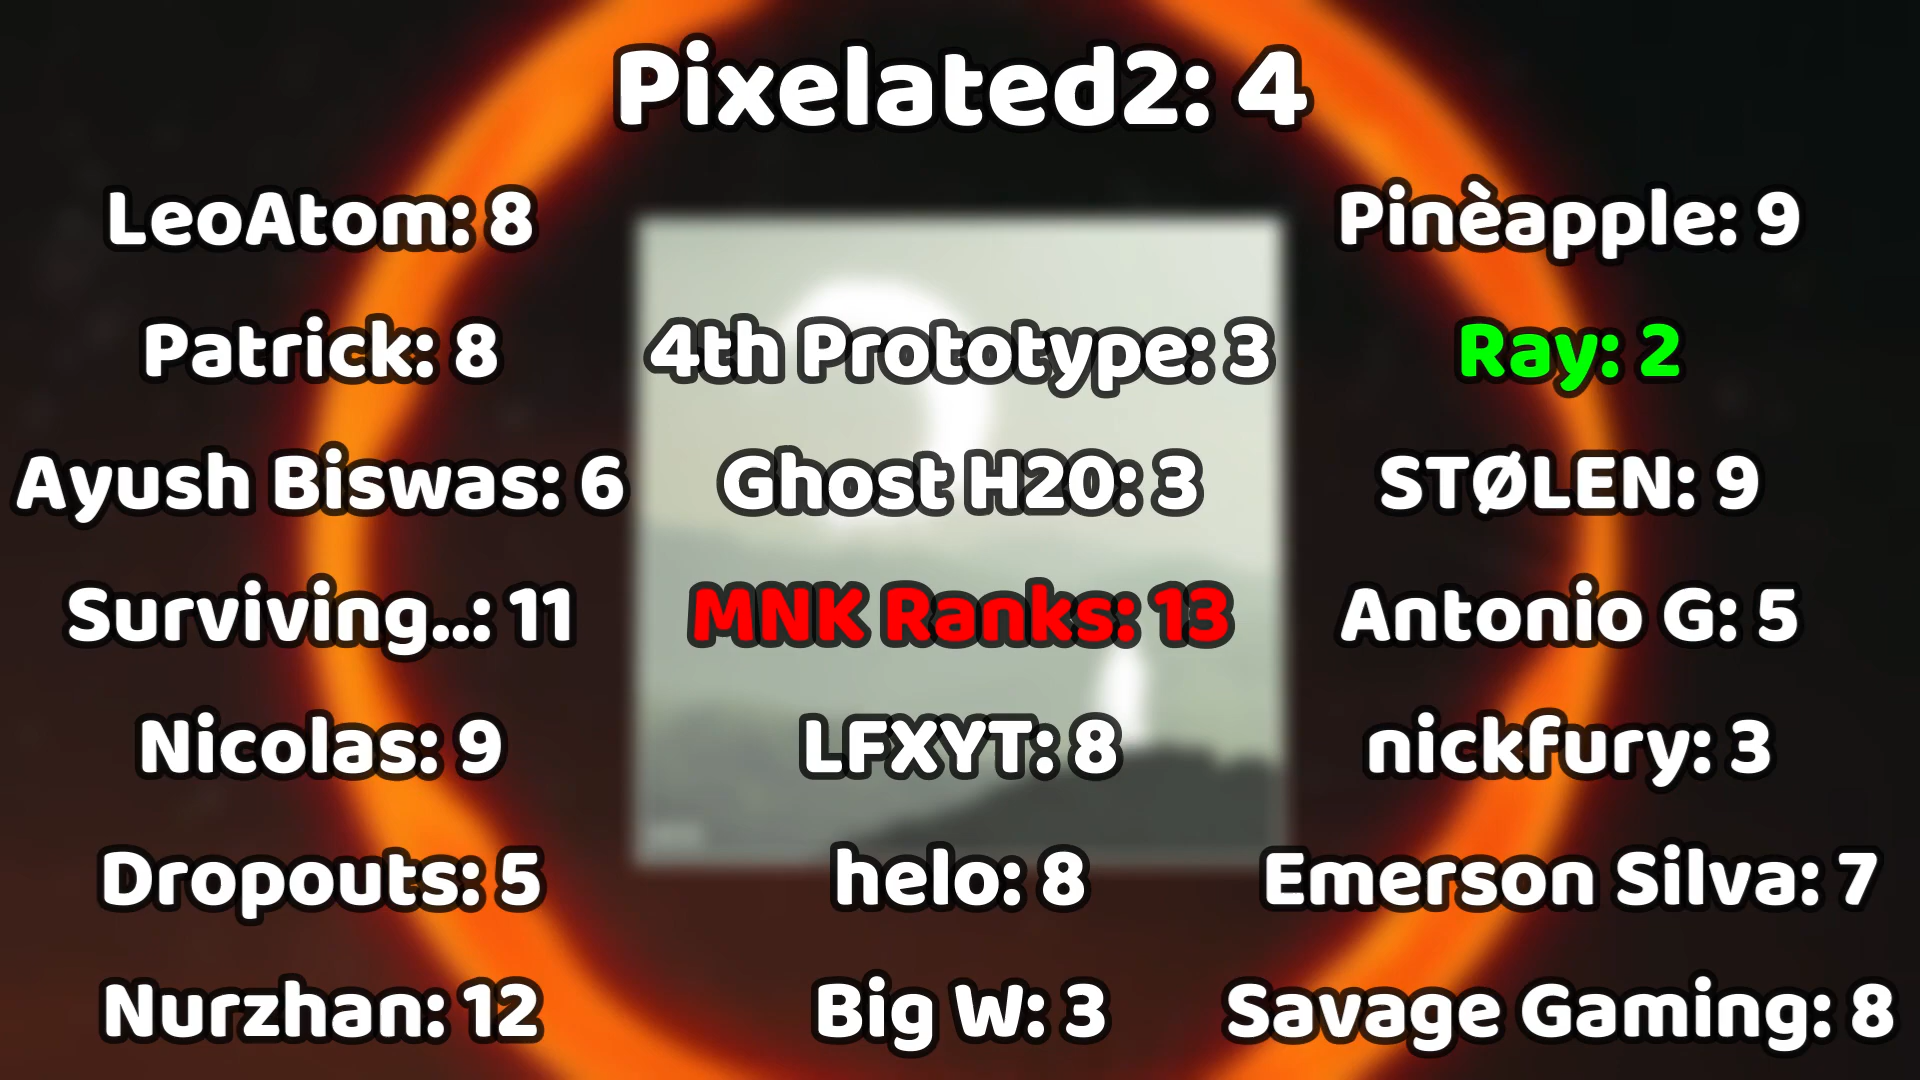 Pixelated2: 4
LeoAtom: 8
Pinèapple: 9
Patrick: 8
4th Prototype: 3
Ray: 2
Ayush Biswas: 6
Ghost H20: 3
STØLEN: 9
Surviving..: 11
MNK Ranks: 13
Antonio G: 5
Nicolas: 9
LFXYT: 8
nickfury: 3
Dropouts: 5
helo: 8
Emerson Silva: 7
Nurzhan: 12
Big W: 3
Savage Gaming: 8